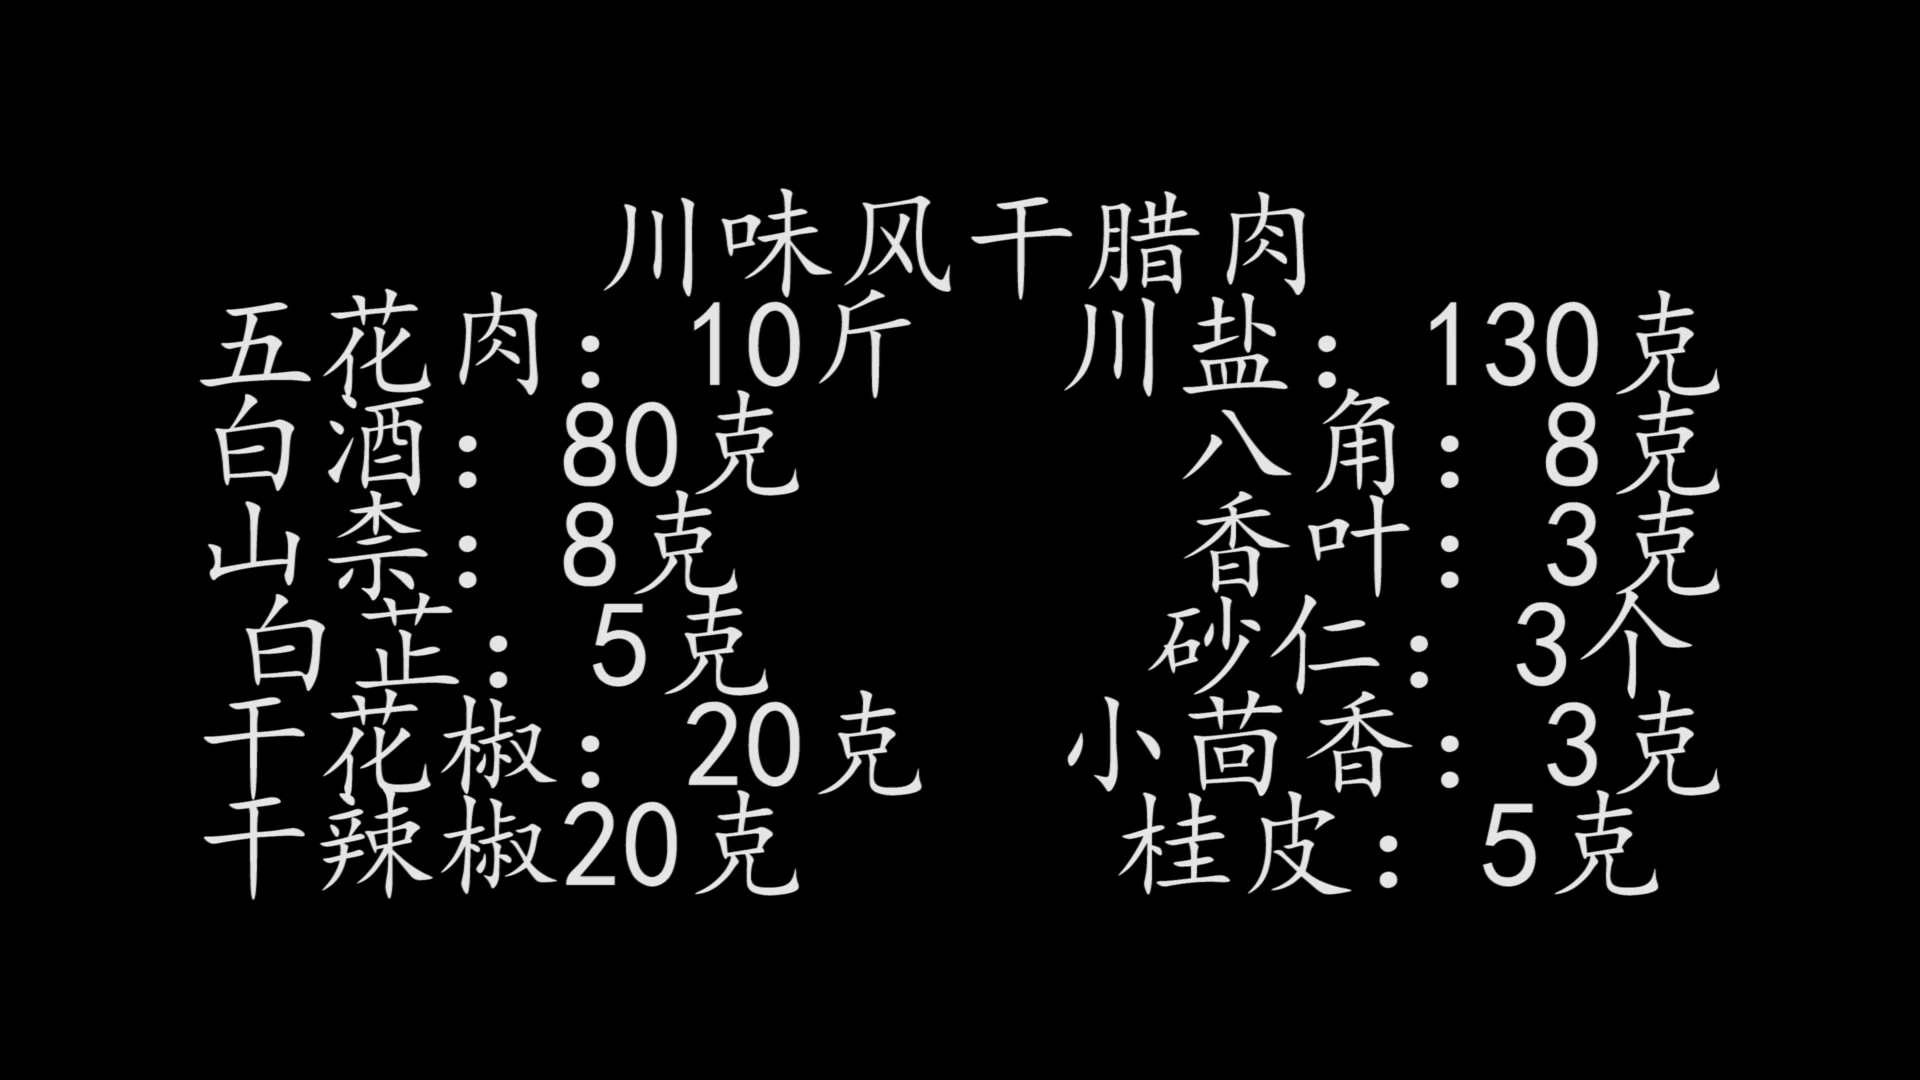 川味风干腊肉
五花肉：10斤 川盐：130克
白酒：80克 八角：8克
山柰：8克 香叶：3克
白芷：5克 砂仁：3个
干花椒：20克 小茴香：3克
干辣椒20克 桂皮：5克